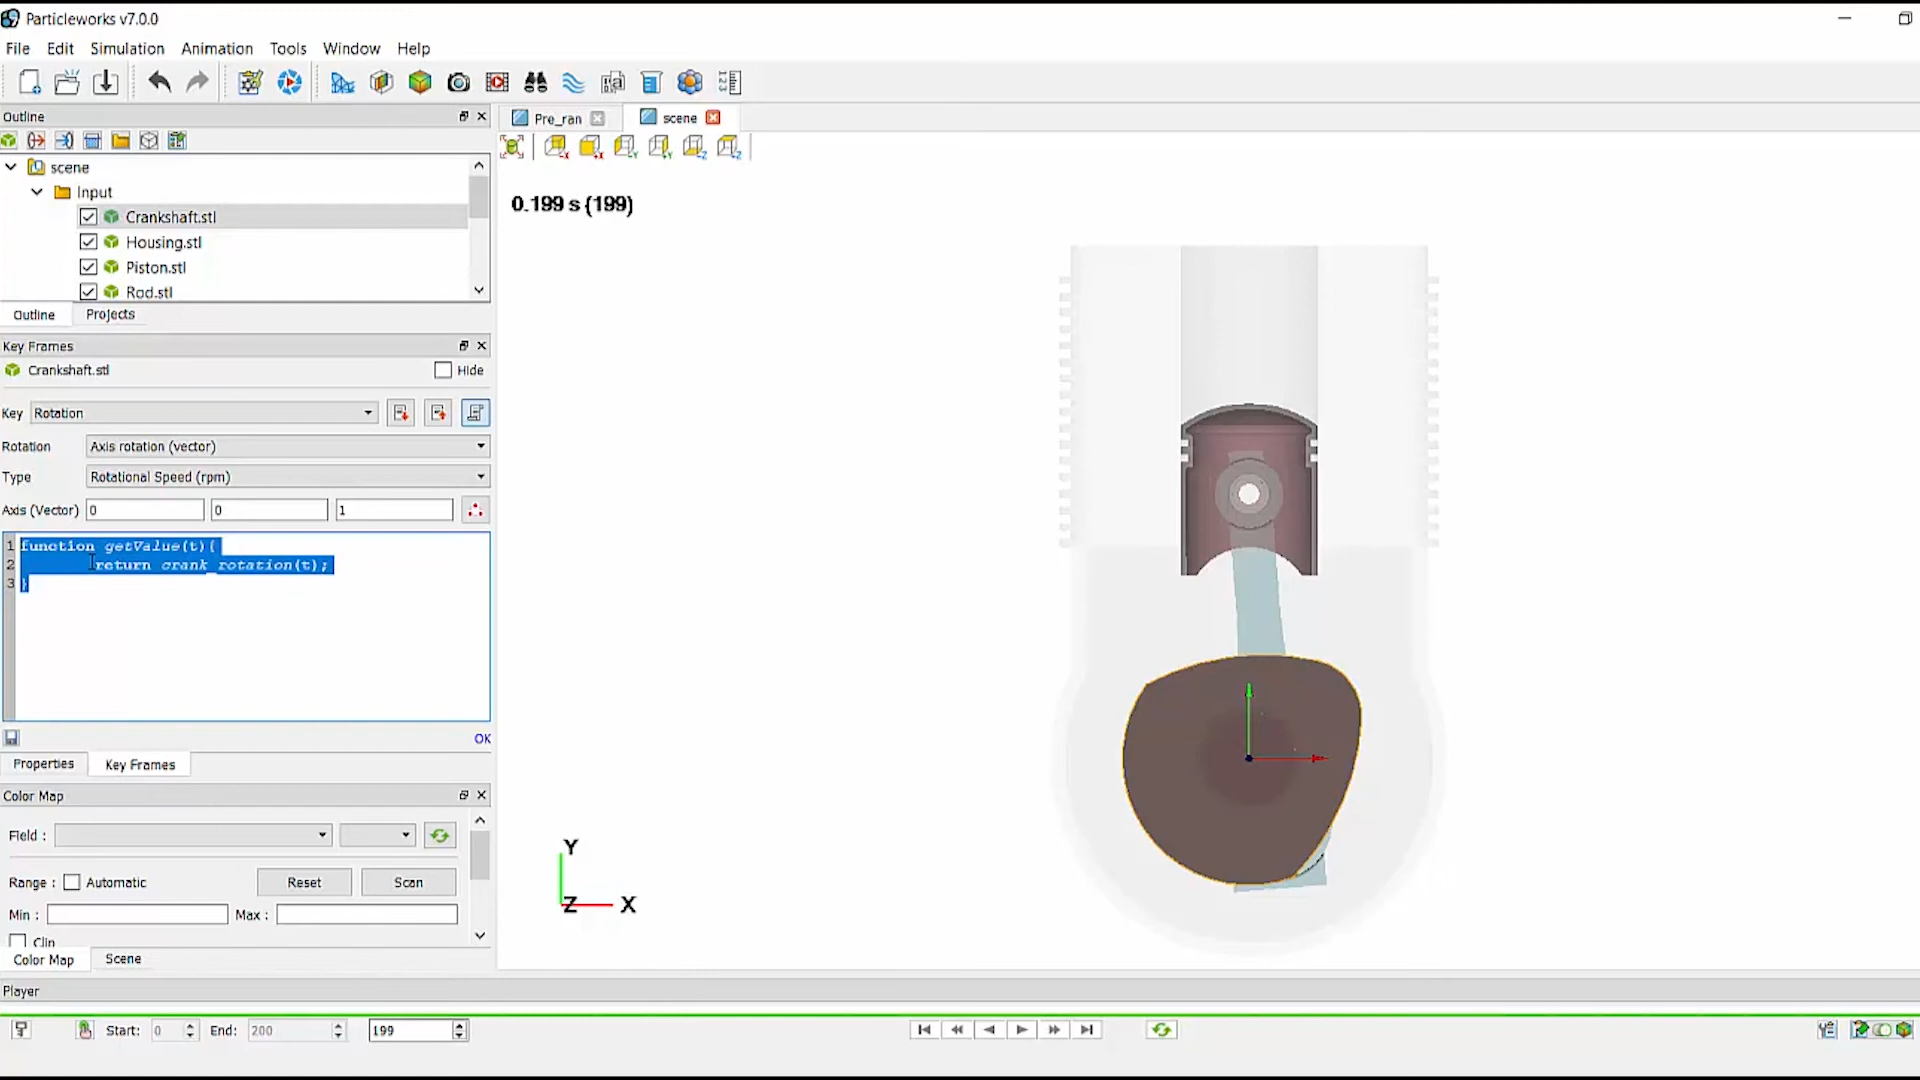 Particleworks v7.0.0
File Edit Simulation Animation Tools Window Help
Outline
scene
Input
Crankshaft.stl
Housing.stl
Piston.stl
Rod.stl
Outline Projects
Key Frames
Crankshaft.stl Hide
Key Rotation
Rotation Axis rotation (vector)
Type Rotational Speed (rpm)
Axis (Vector) 0 0 1
1 function getValue(t){
2 return crank_rotation(t);
3 }
OK
Properties Key Frames
Color Map
Field :
Range : Automatic Reset Scan
Min : Max :
Clip
Color Map Scene
Pre_ran scene
0.199 s (199)
Y
Z X
Player
Start: 0 End: 200 199